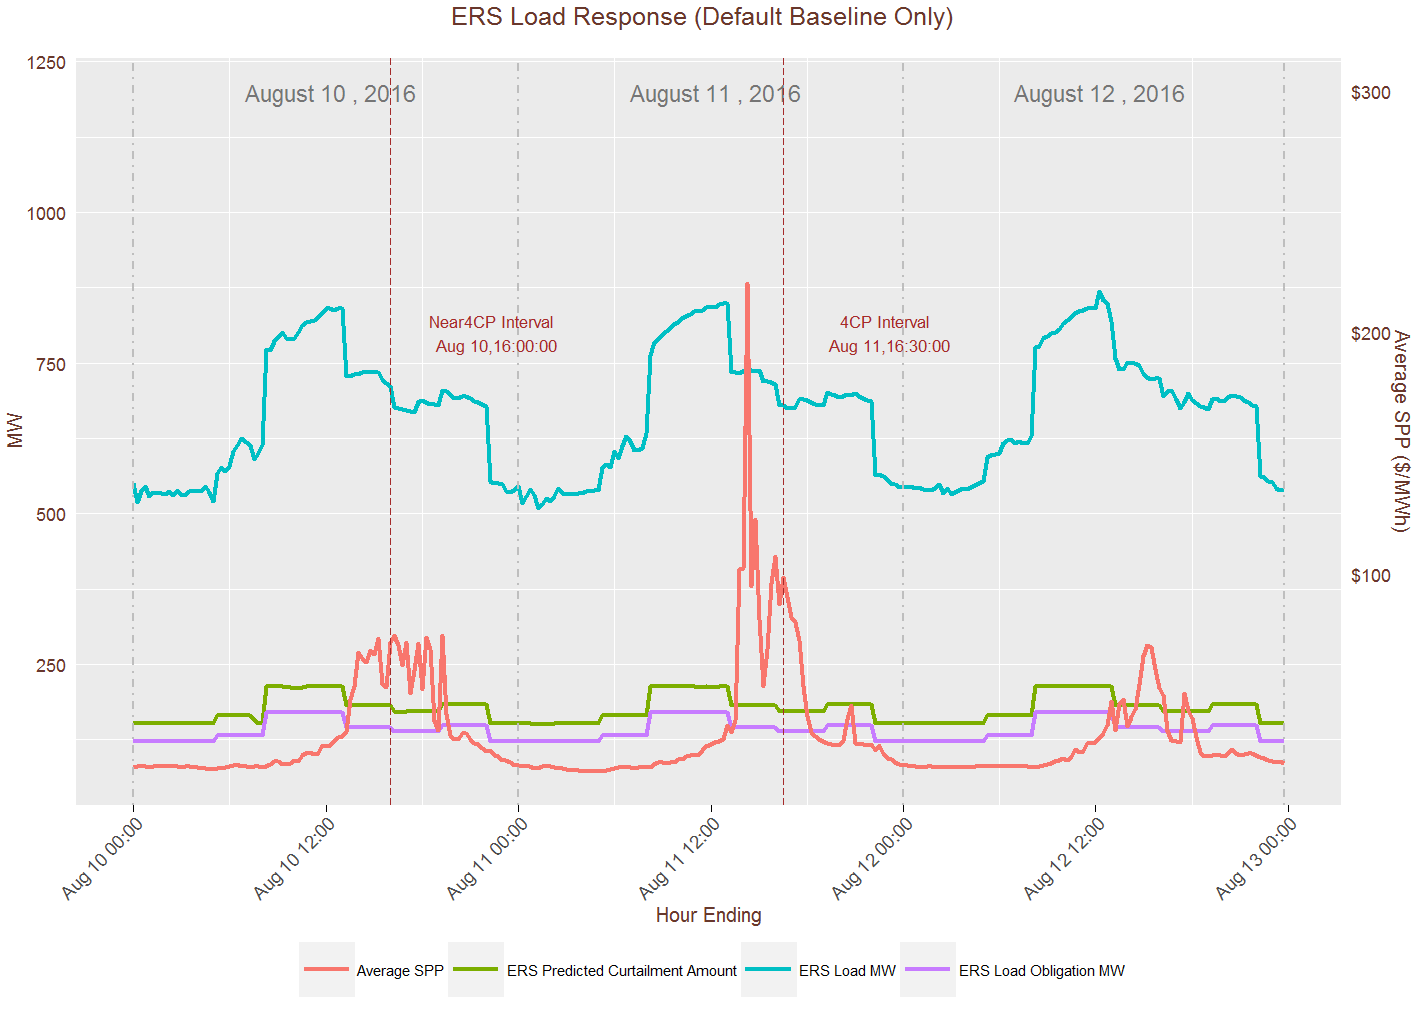 ERS Load Response (Default Baseline Only)
1250
August 10 , 2016
August 11 , 2016
August 12 , 2016
$300
1000
Near4CP Interval
Aug 10,16:00:00
4CP Interval
Aug 11,16:30:00
$200
750
MW
Average SPP ($/MWh)
500
$100
250
Aug 10 00:00
Aug 10 12:00
Aug 11 00:00
Aug 11 12:00
Aug 12 00:00
Aug 12 12:00
Aug 13 00:00
Hour Ending
Average SPP
ERS Predicted Curtailment Amount
ERS Load MW
ERS Load Obligation MW